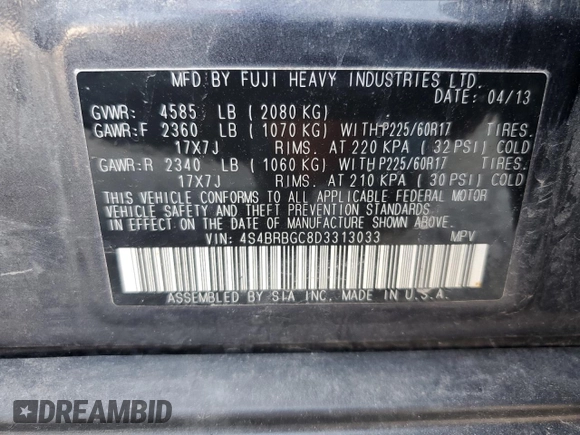 MFD BY FUJI HEAVY INDUSTRIES LTD.
DATE: 04/13
GVWR: 4585 LB (2080 KG)
GAWR:F 2360 LB (1070 KG) WITH P225/60R17 TIRES.
17X7J RIMS. AT 220 KPA (32 PSI) COLD
GAWR:R 2340 LB (1060 KG) WITH P225/60R17 TIRES.
17X7J RIMS. AT 210 KPA (30 PSI) COLD
THIS VEHICLE CONFORMS TO ALL APPLICABLE FEDERAL MOTOR
VEHICLE SAFETY AND THEFT PREVENTION STANDARDS
IN EFFECT ON THE DATE OF MANUFACTURE SHOWN ABOVE.
VIN: 4S4BRBGC8D3313033 MPV
ASSEMBLED BY SIA INC. MADE IN U.S.A.
DREAMBID